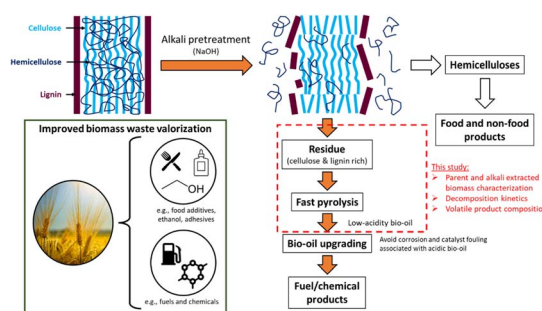 Cellulose
Hemicellulose
Lignin
Alkali pretreatment
(NaOH)
Hemicelluloses
Food and non-food
products
Improved biomass waste valorization
OH
e.g., food additives,
ethanol, adhesives
e.g., fuels and chemicals
Residue
(cellulose & lignin rich)
Fast pyrolysis
Low-acidity bio-oil
This study:
Parent and alkali extracted
biomass characterization
Decomposition kinetics
Volatile product compositio
Bio-oil upgrading
Avoid corrosion and catalyst fouling
associated with acidic bio-oil
Fuel/chemical
products